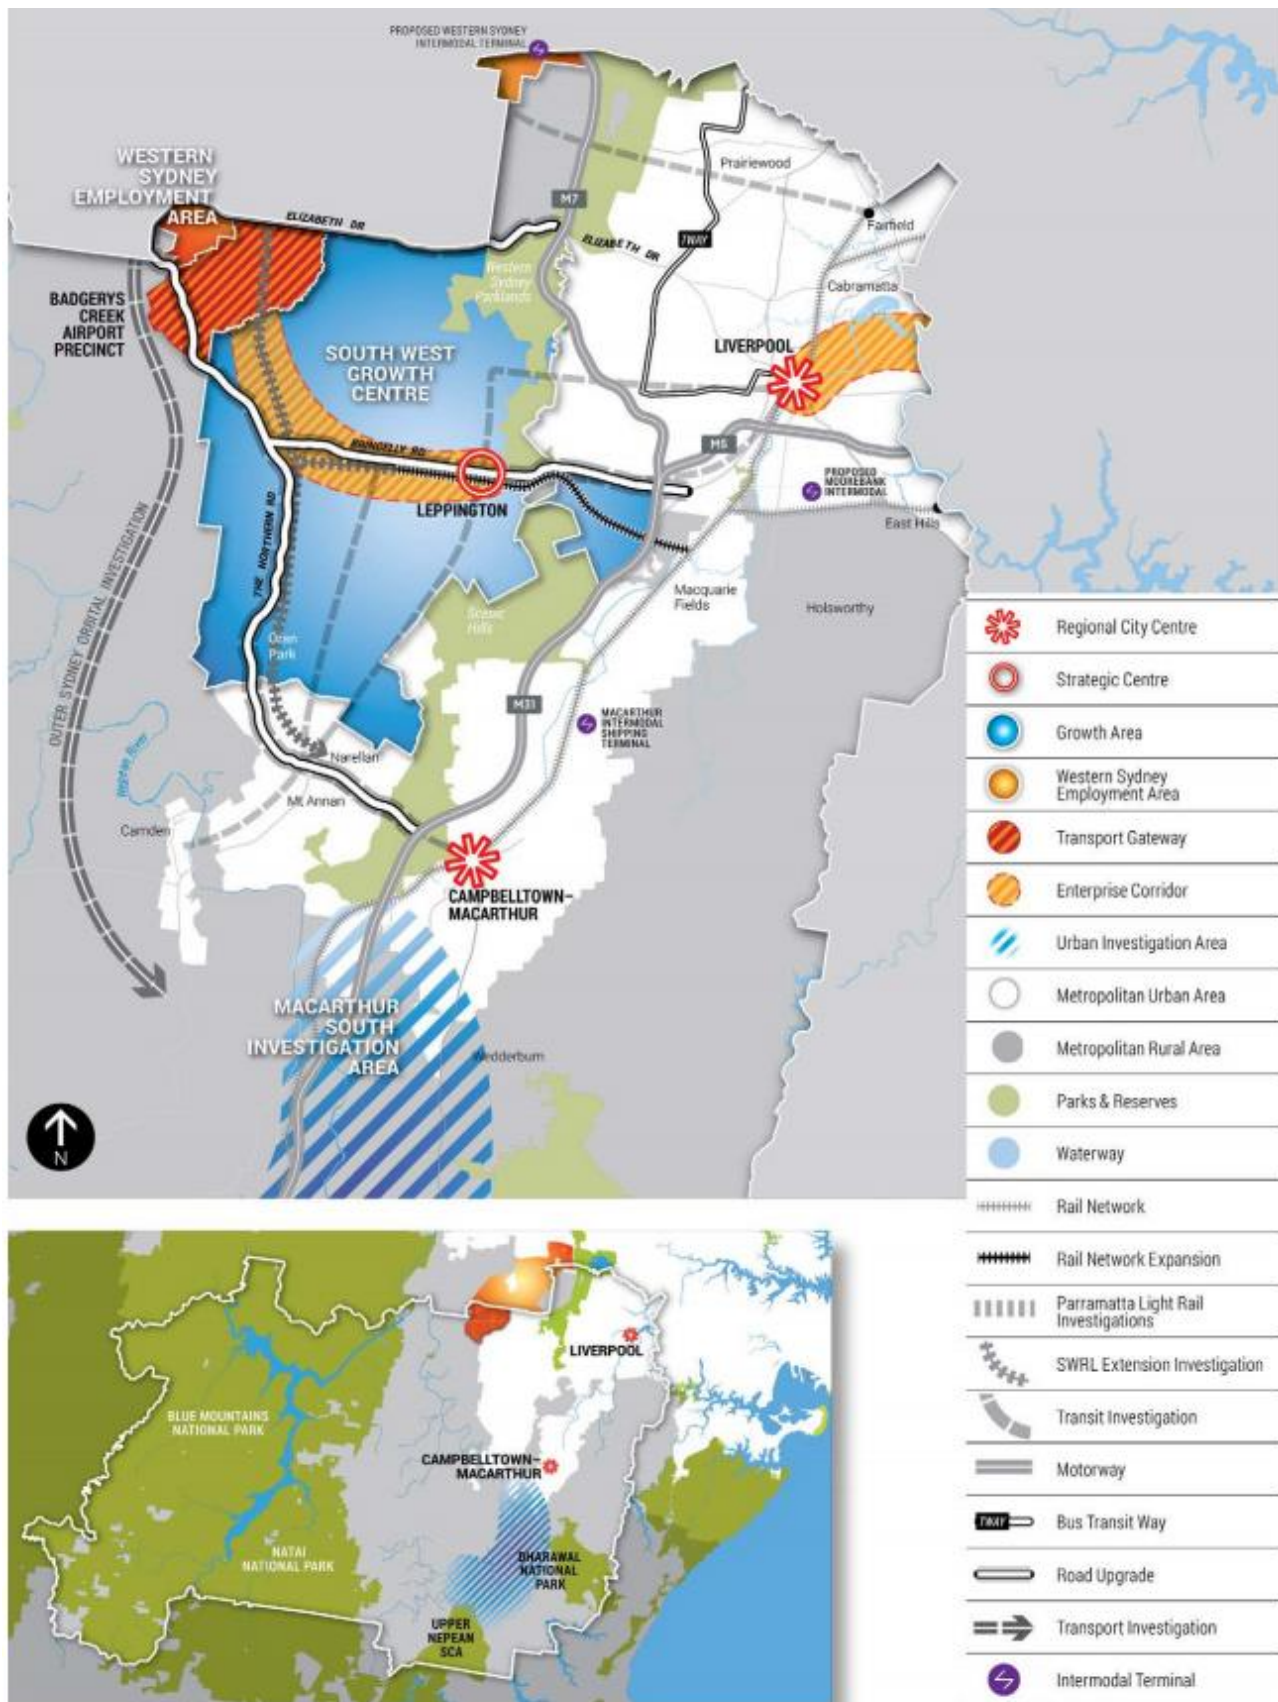 PROPOSED WESTERN SYDNEY
INTERMODAL TERMINAL
WESTERN
SYDNEY
EMPLOYMENT
AREA
ELIZABETH DR
M7
Prairiewood
Fairfield
ELIZABETH DR
TWAY
Western
Sydney
Parklands
Cabramatta
BADGERYS
CREEK
AIRPORT
PRECINCT
SOUTH WEST
GROWTH
CENTRE
LIVERPOOL
BRINGELLY RD
M5
PROPOSED
MOOREBANK
INTERMODAL
LEPPINGTON
East Hills
THE NORTHERN RD
OUTER SYDNEY ORBITAL INVESTIGATION
Macquarie
Fields
Holsworthy
Scenic
Hills
Oran
Park
M31
MACARTHUR
INTERMODAL
SHIPPING
TERMINAL
Nepean River
Narellan
Mt Annan
Camden
CAMPBELLTOWN–
MACARTHUR
MACARTHUR
SOUTH
INVESTIGATION
AREA
Wedderburn
N
Regional City Centre
Strategic Centre
Growth Area
Western Sydney
Employment Area
Transport Gateway
Enterprise Corridor
Urban Investigation Area
Metropolitan Urban Area
Metropolitan Rural Area
Parks & Reserves
Waterway
Rail Network
Rail Network Expansion
Parramatta Light Rail
Investigations
SWRL Extension Investigation
Transit Investigation
Motorway
TWAY
Bus Transit Way
Road Upgrade
Transport Investigation
Intermodal Terminal
LIVERPOOL
BLUE MOUNTAINS
NATIONAL PARK
CAMPBELLTOWN–
MACARTHUR
NATAI
NATIONAL PARK
DHARAWAL
NATIONAL
PARK
UPPER
NEPEAN
SCA